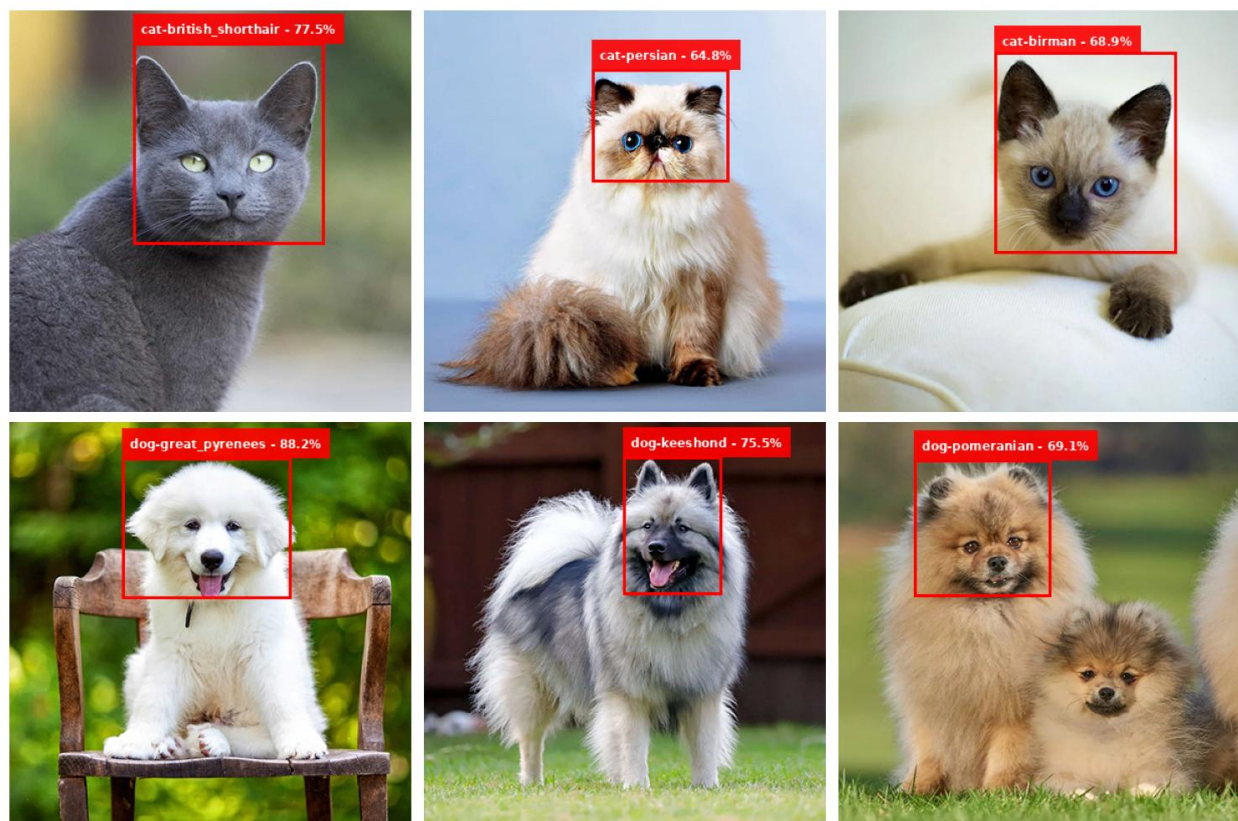 cat-british_shorthair - 77.5%
cat-persian - 64.8%
cat-birman - 68.9%
dog-great_pyrenees - 88.2%
dog-keeshond - 75.5%
dog-pomeranian - 69.1%